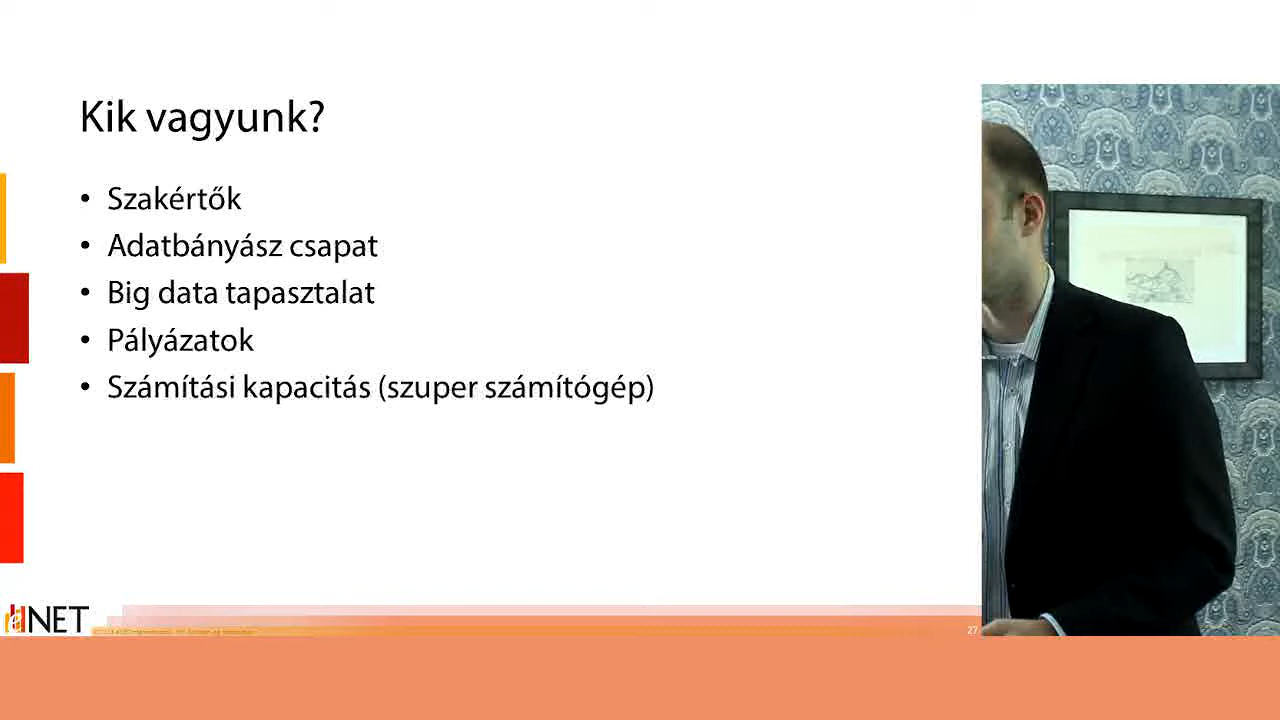 Kik vagyunk?
• Szakértők
• Adatbányász csapat
• Big data tapasztalat
• Pályázatok
• Számítási kapacitás (szuper számítógép)
NET
27